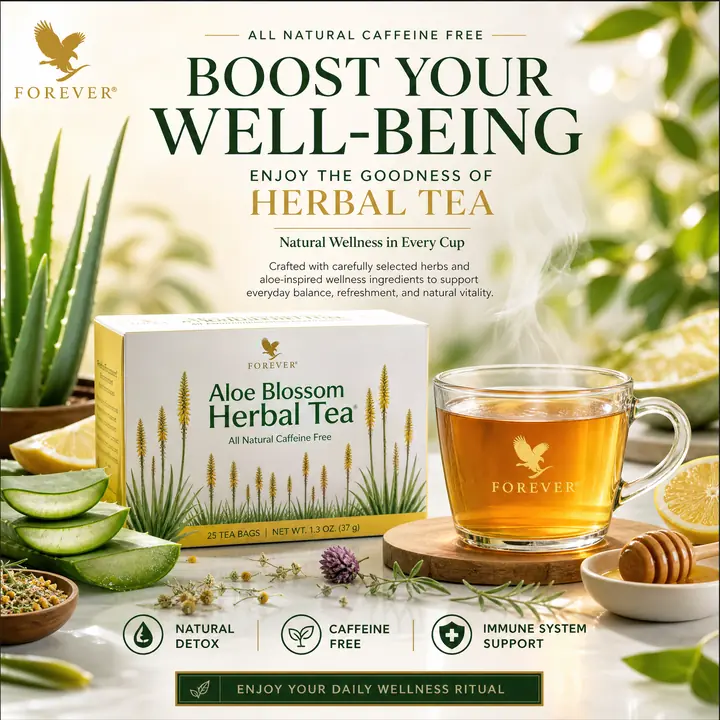 FOREVER®
ALL NATURAL CAFFEINE FREE
BOOST YOUR
WELL-BEING
ENJOY THE GOODNESS OF
HERBAL TEA
Natural Wellness in Every Cup
Crafted with carefully selected herbs and
aloe-inspired wellness ingredients to support
everyday balance, refreshment, and natural vitality.
FOREVER®
Aloe Blossom
Herbal Tea®
All Natural Caffeine Free
25 TEA BAGS | NET WT. 1.3 OZ. (37 g)
FOREVER®
NATURAL
DETOX
CAFFEINE
FREE
IMMUNE SYSTEM
SUPPORT
ENJOY YOUR DAILY WELLNESS RITUAL